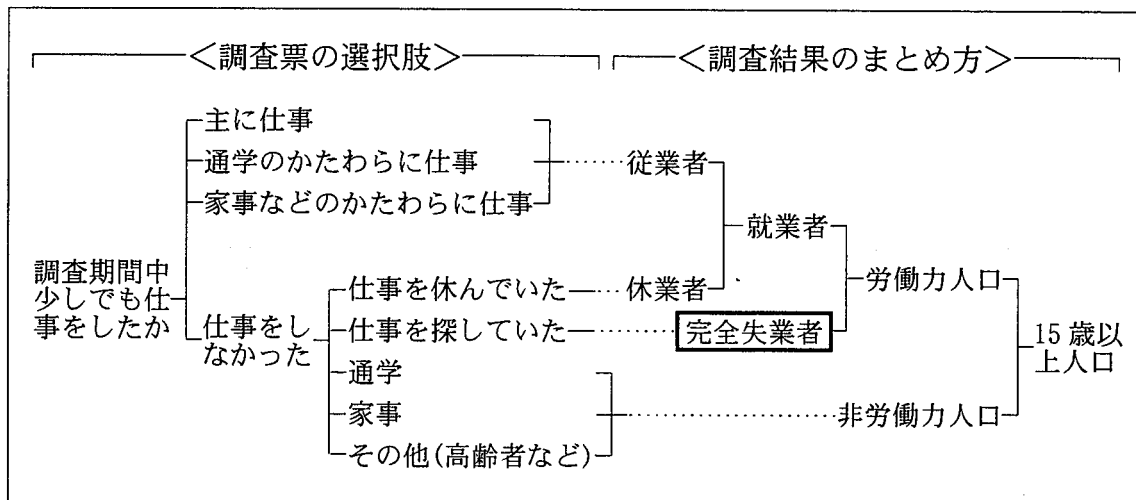 ＜調査票の選択肢＞
＜調査結果のまとめ方＞
主に仕事
通学のかたわらに仕事
家事などのかたわらに仕事
従業者
就業者
調査期間中
少しでも仕
事をしたか
仕事をし
なかった
仕事を休んでいた
休業者
労働力人口
仕事を探していた
完全失業者
15歳以
上人口
通学
家事
その他(高齢者など)
非労働力人口